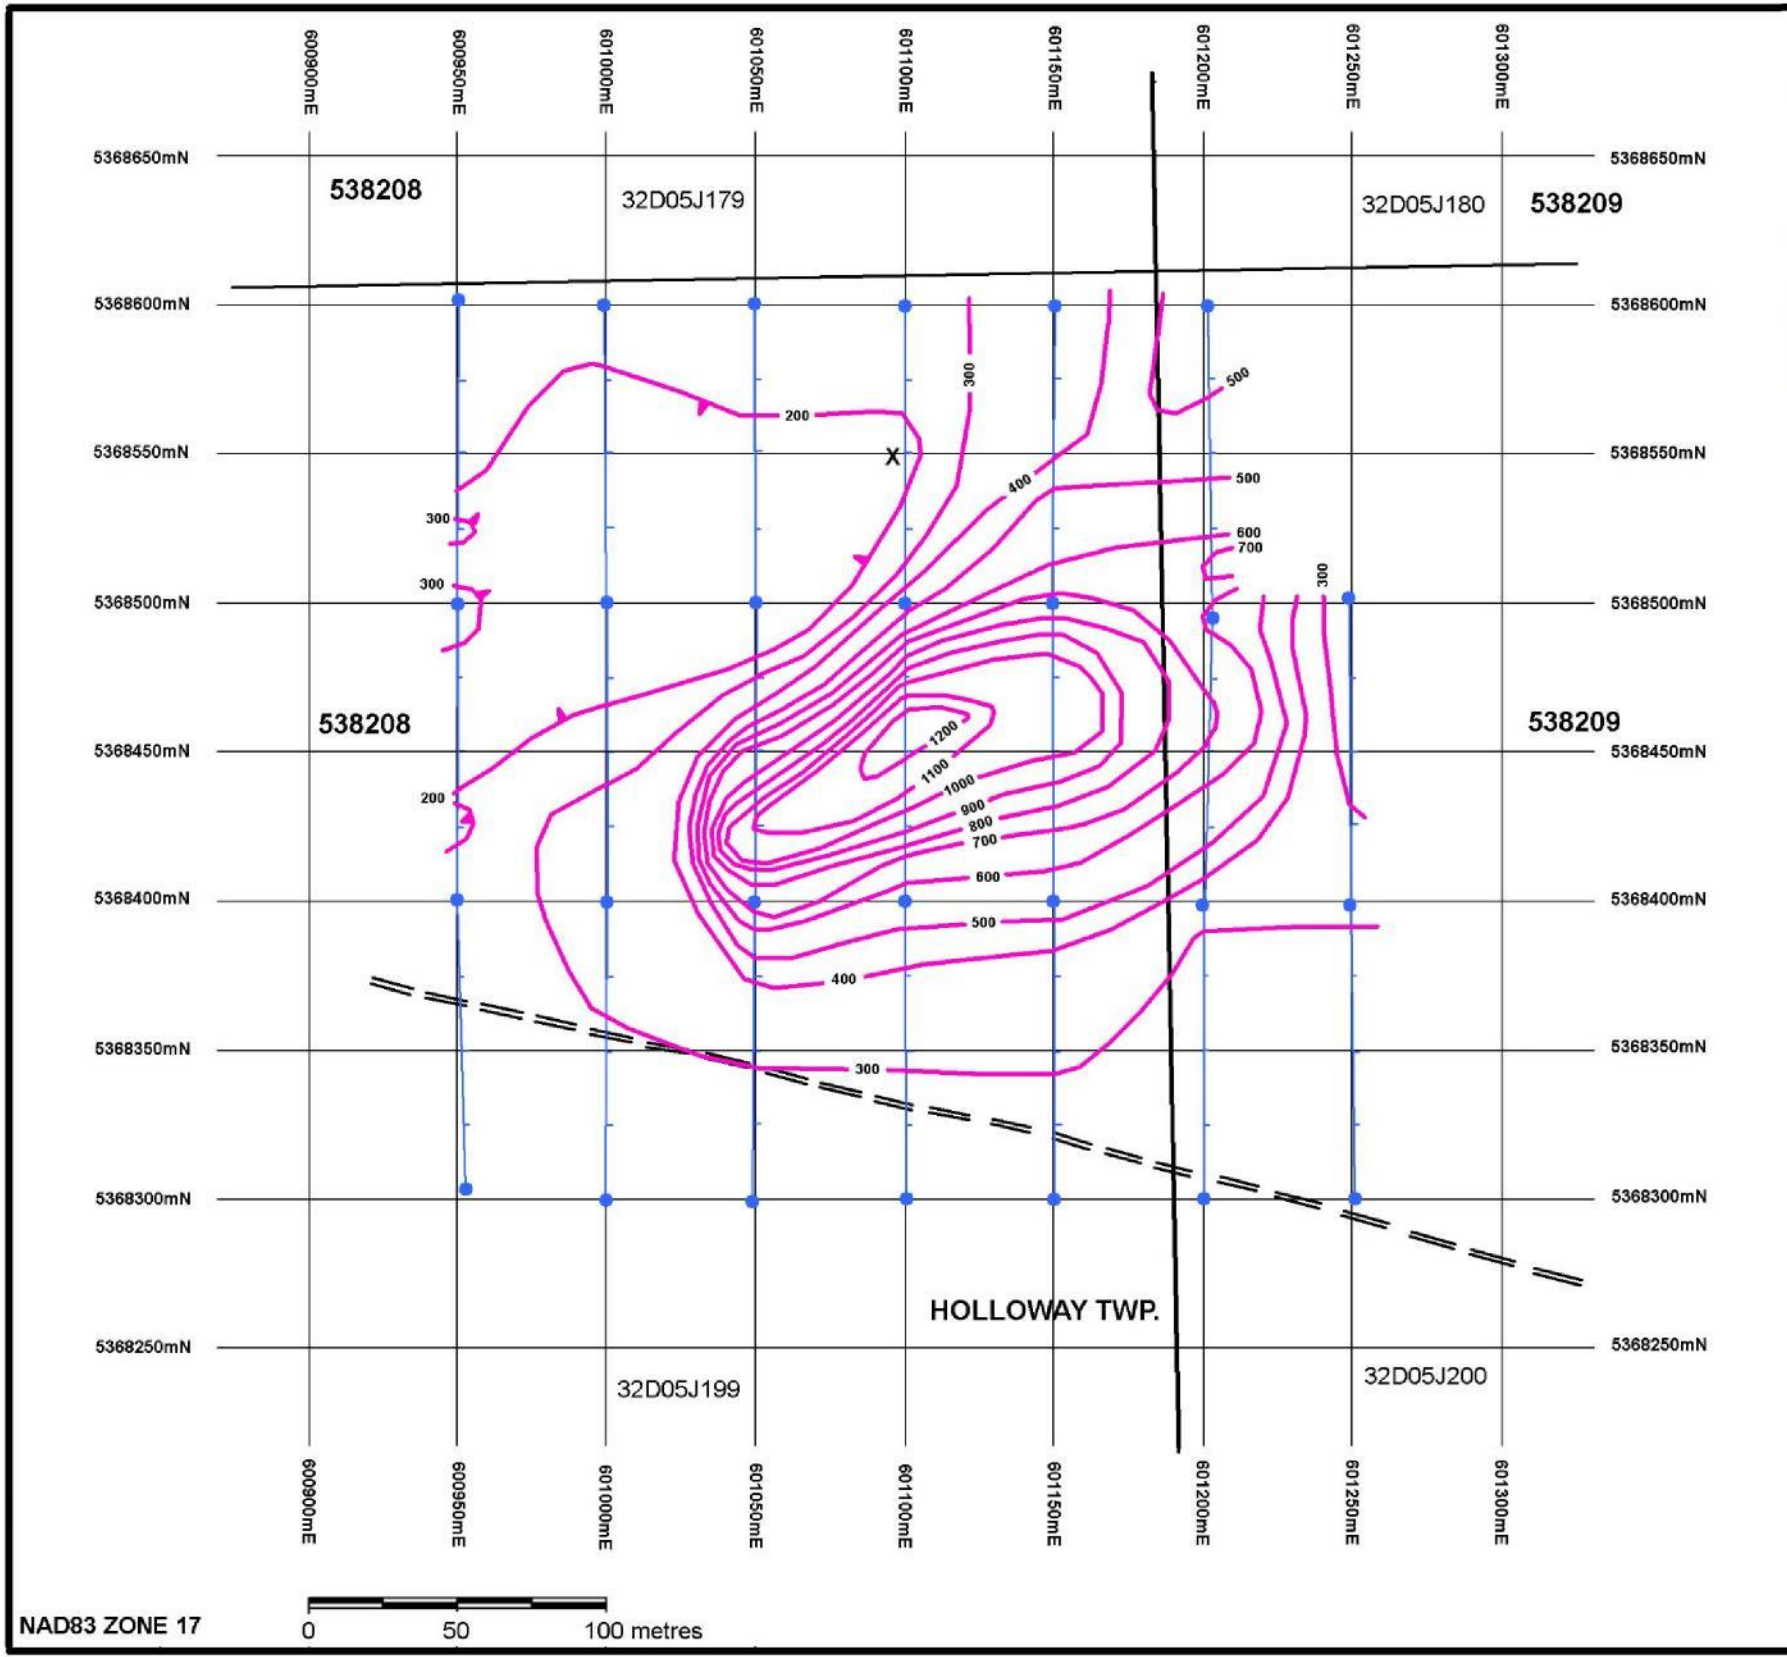 600900mE 600950mE 601000mE 601050mE 601100mE 601150mE 601200mE 601250mE 601300mE
5368650mN 5368650mN
538208 32D05J179 32D05J180 538209
5368600mN 5368600mN
300
500
200
5368550mN X 5368550mN
400 500
300
600
700
300
300
5368500mN 5368500mN
538208 538209
1200
5368450mN 5368450mN
1100
1000
200
900
800
700
600
5368400mN 5368400mN
500
400
5368350mN 5368350mN
300
5368300mN 5368300mN
HOLLOWAY TWP.
5368250mN 5368250mN
32D05J199 32D05J200
600900mE 600950mE 601000mE 601050mE 601100mE 601150mE 601200mE 601250mE 601300mE
NAD83 ZONE 17
0 50 100 metres